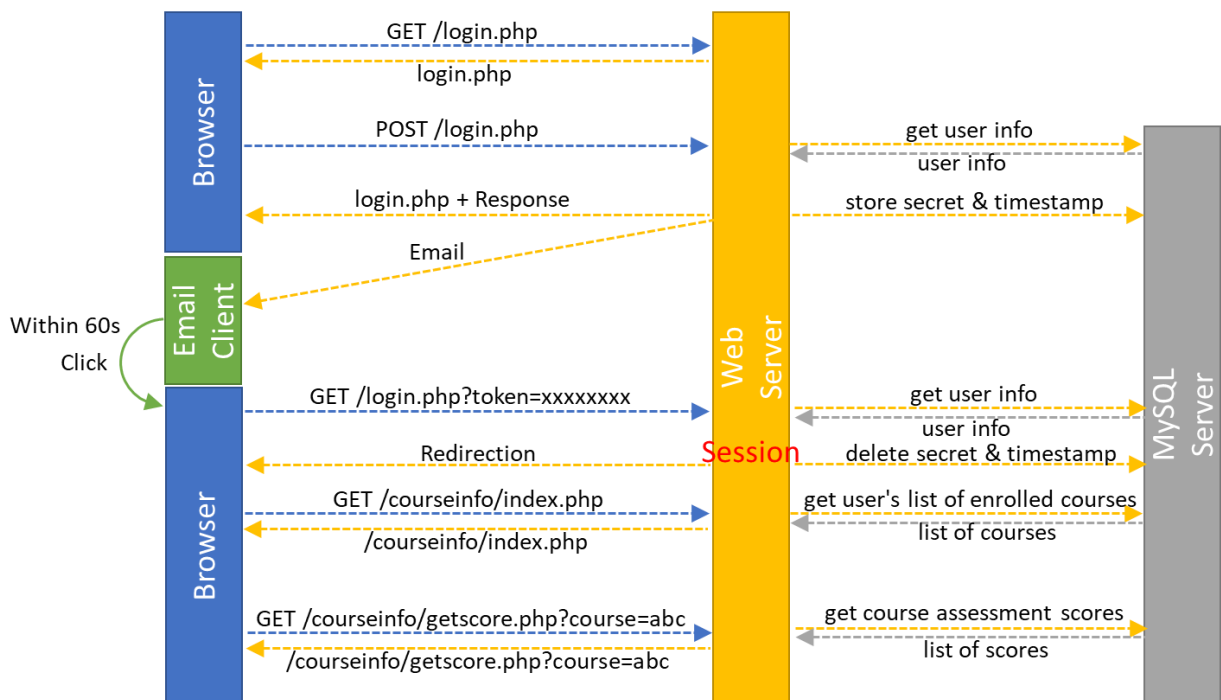 GET /login.php
login.php
Browser
POST /login.php
get user info
user info
login.php + Response
store secret & timestamp
Email
Email
Client
Within 60s
Click
Web
Server
MySQL
Server
GET /login.php?token=xxxxxxxx
get user info
user info
Session
Redirection
delete secret & timestamp
Browser
GET /courseinfo/index.php
get user's list of enrolled courses
/courseinfo/index.php
list of courses
GET /courseinfo/getscore.php?course=abc
get course assessment scores
/courseinfo/getscore.php?course=abc
list of scores